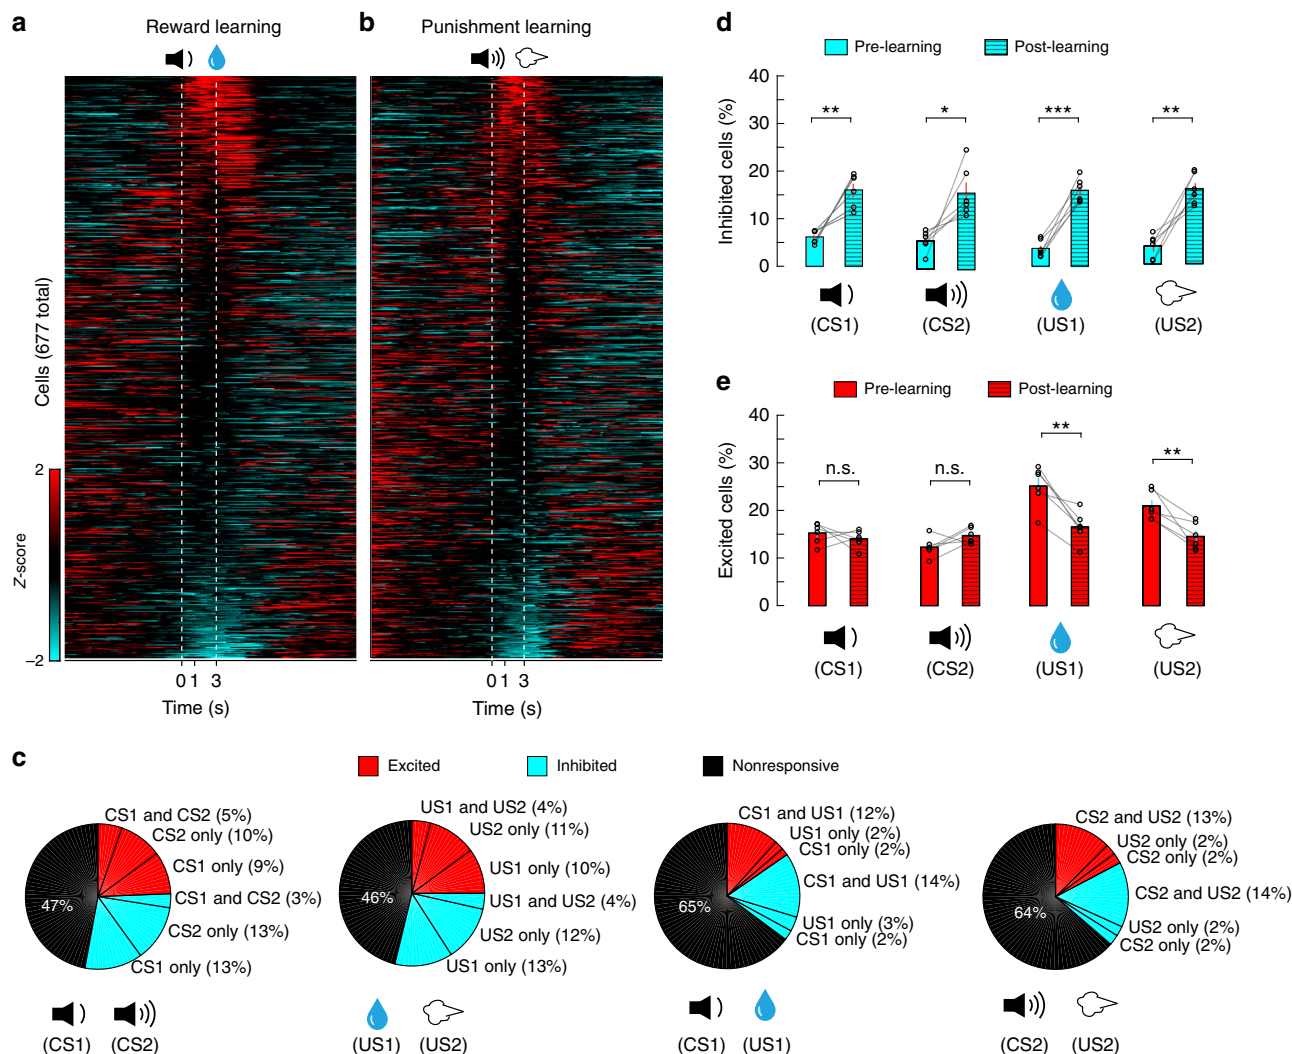 a
Reward learning
b
Punishment learning
Cells (677 total)
2
Z-score
−2
0 1 3
Time (s)
0 1 3
Time (s)
d
Pre-learning
Post-learning
Inhibited cells (%)
40
30
20
10
0
**
*
***
**
(CS1)
(CS2)
(US1)
(US2)
e
Pre-learning
Post-learning
Excited cells (%)
40
30
20
10
0
n.s.
n.s.
**
**
(CS1)
(CS2)
(US1)
(US2)
c
Excited
Inhibited
Nonresponsive
CS1 and CS2 (5%)
CS2 only (10%)
CS1 only (9%)
CS1 and CS2 (3%)
CS2 only (13%)
CS1 only (13%)
47%
(CS1)
(CS2)
US1 and US2 (4%)
US2 only (11%)
US1 only (10%)
US1 and US2 (4%)
US2 only (12%)
US1 only (13%)
46%
(US1)
(US2)
CS1 and US1 (12%)
US1 only (2%)
CS1 only (2%)
CS1 and US1 (14%)
US1 only (3%)
CS1 only (2%)
65%
(CS1)
(US1)
CS2 and US2 (13%)
US2 only (2%)
CS2 only (2%)
CS2 and US2 (14%)
US2 only (2%)
CS2 only (2%)
64%
(CS2)
(US2)